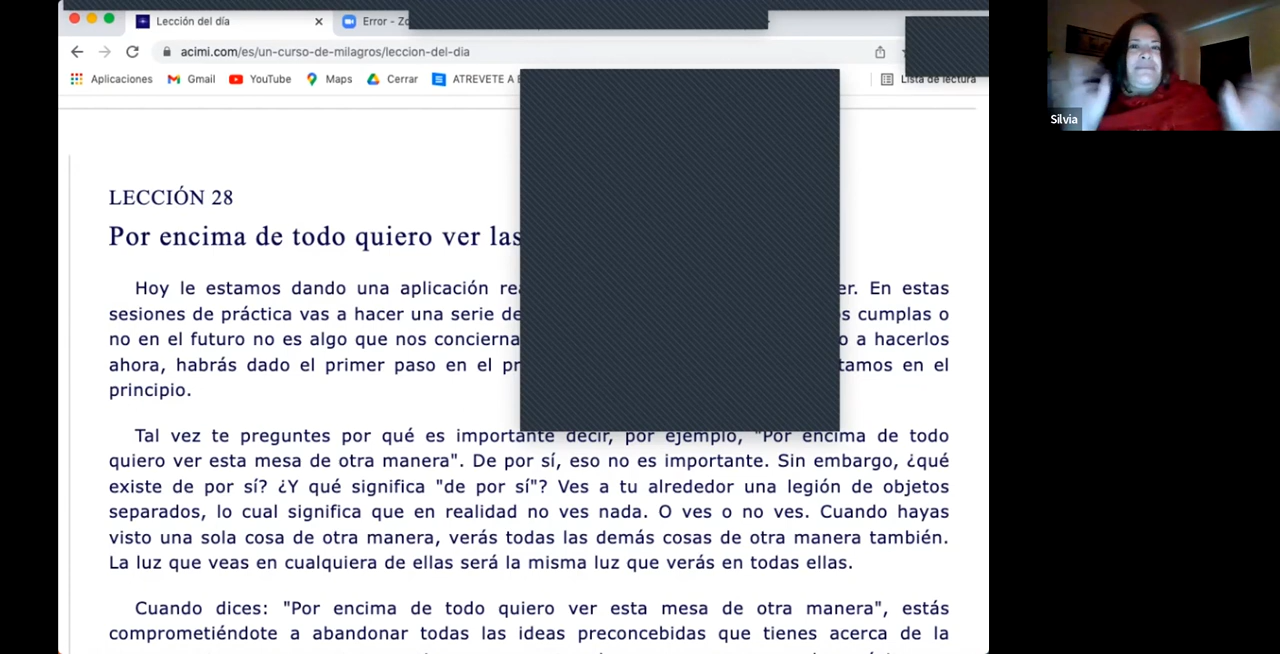 Lección del día
Error - Zo
acimi.com/es/un-curso-de-milagros/leccion-del-dia
Aplicaciones Gmail YouTube Maps Cerrar ATREVETE A Lista de lectura
Silvia
LECCIÓN 28
Por encima de todo quiero ver las
Hoy le estamos dando una aplicación En estas
sesiones de práctica vas a hacer una serie de cumplas o
no en el futuro no es algo que nos concierna a hacerlos
ahora, habrás dado el primer paso en el en el
principio.
Tal vez te preguntes por qué es importante decir, por ejemplo, "Por encima de todo
quiero ver esta mesa de otra manera". De por sí, eso no es importante. Sin embargo, ¿qué
existe de por sí? ¿Y qué significa "de por sí"? Ves a tu alrededor una legión de objetos
separados, lo cual significa que en realidad no ves nada. O ves o no ves. Cuando hayas
visto una sola cosa de otra manera, verás todas las demás cosas de otra manera también.
La luz que veas en cualquiera de ellas será la misma luz que verás en todas ellas.
Cuando dices: "Por encima de todo quiero ver esta mesa de otra manera", estás
comprometiéndote a abandonar todas las ideas preconcebidas que tienes acerca de la